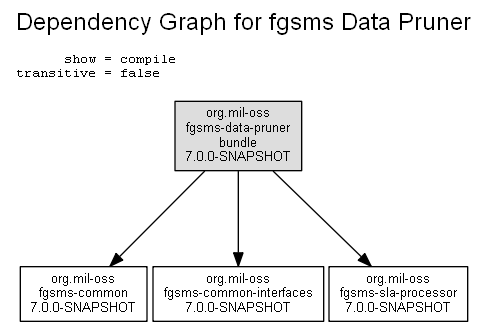 Dependency Graph for fgsms Data Pruner
show = compile
transitive = false
org.mil-oss
fgsms-data-pruner
bundle
7.0.0-SNAPSHOT
org.mil-oss
fgsms-common
7.0.0-SNAPSHOT
org.mil-oss
fgsms-common-interfaces
7.0.0-SNAPSHOT
org.mil-oss
fgsms-sla-processor
7.0.0-SNAPSHOT